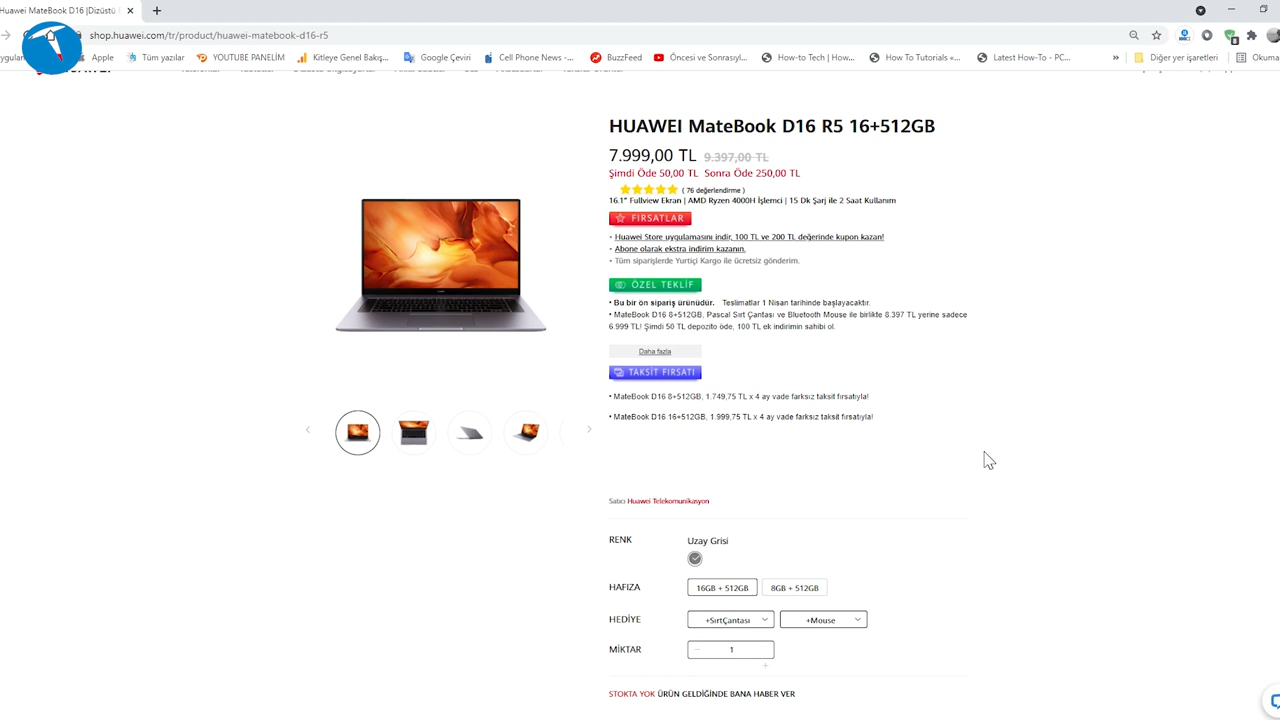 Huawei MateBook D16 |Dizüstü
shop.huawei.com/tr/product/huawei-matebook-d16-r5
Apple
Tüm yazılar
YOUTUBE PANELİM
Kitleye Genel Bakış...
Google Çeviri
Cell Phone News -...
BuzzFeed
Öncesi ve Sonrasıyl...
How-to Tech | How...
How To Tutorials «...
Latest How-To - PC...
»
Diğer yer işaretleri
Okuma
HUAWEI MateBook D16 R5 16+512GB
7.999,00 TL 9.397,00 TL
Şimdi Öde 50,00 TL Sonra Öde 250,00 TL
( 76 değerlendirme )
16.1” Fullview Ekran | AMD Ryzen 4000H İşlemci | 15 Dk Şarj ile 2 Saat Kullanım
FIRSATLAR
• Huawei Store uygulamasını indir, 100 TL ve 200 TL değerinde kupon kazan!
• Abone olarak ekstra indirim kazanın.
• Tüm siparişlerde Yurtiçi Kargo ile ücretsiz gönderim.
ÖZEL TEKLİF
• Bu bir ön sipariş ürünüdür. Teslimatlar 1 Nisan tarihinde başlayacaktır.
• MateBook D16 8+512GB, Pascal Sırt Çantası ve Bluetooth Mouse ile birlikte 8.397 TL yerine sadece
6.999 TL! Şimdi 50 TL depozito öde, 100 TL ek indirimin sahibi ol.
Daha fazla
TAKSİT FIRSATI
• MateBook D16 8+512GB, 1.749,75 TL x 4 ay vade farksız taksit fırsatıyla!
• MateBook D16 16+512GB, 1.999,75 TL x 4 ay vade farksız taksit fırsatıyla!
Satıcı Huawei Telekomunikasyon
RENK
Uzay Grisi
HAFIZA
16GB + 512GB
8GB + 512GB
HEDİYE
+SırtÇantası
+Mouse
MİKTAR
− 1
+
STOKTA YOK ÜRÜN GELDİĞİNDE BANA HABER VER